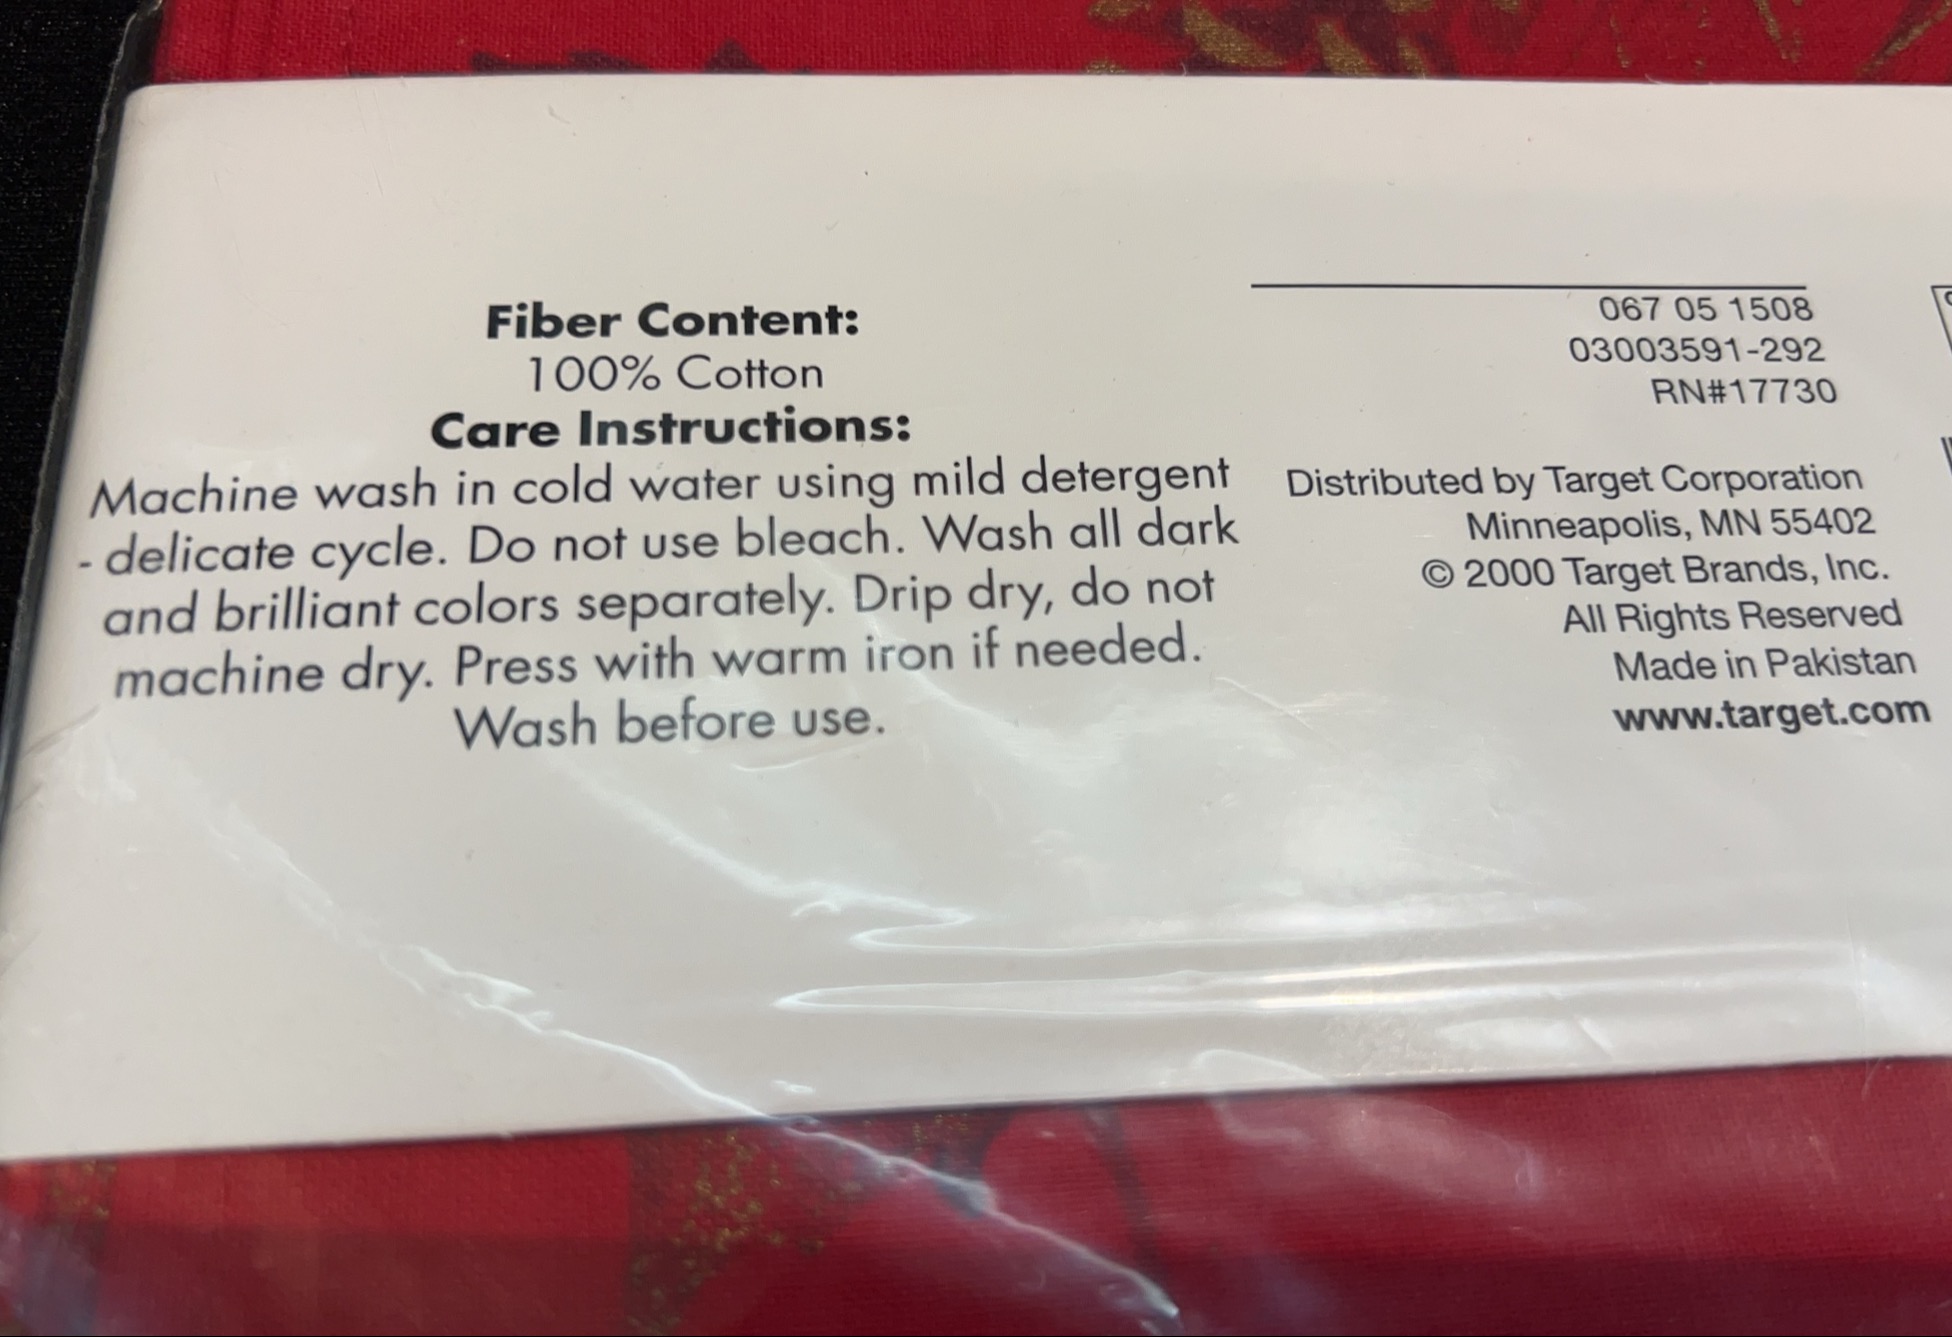 Fiber Content:
100% Cotton
Care Instructions:
Machine wash in cold water using mild detergent
- delicate cycle. Do not use bleach. Wash all dark
and brilliant colors separately. Drip dry, do not
machine dry. Press with warm iron if needed.
Wash before use.
067 05 1508
03003591-292
RN#17730
Distributed by Target Corporation
Minneapolis, MN 55402
© 2000 Target Brands, Inc.
All Rights Reserved
Made in Pakistan
www.target.com